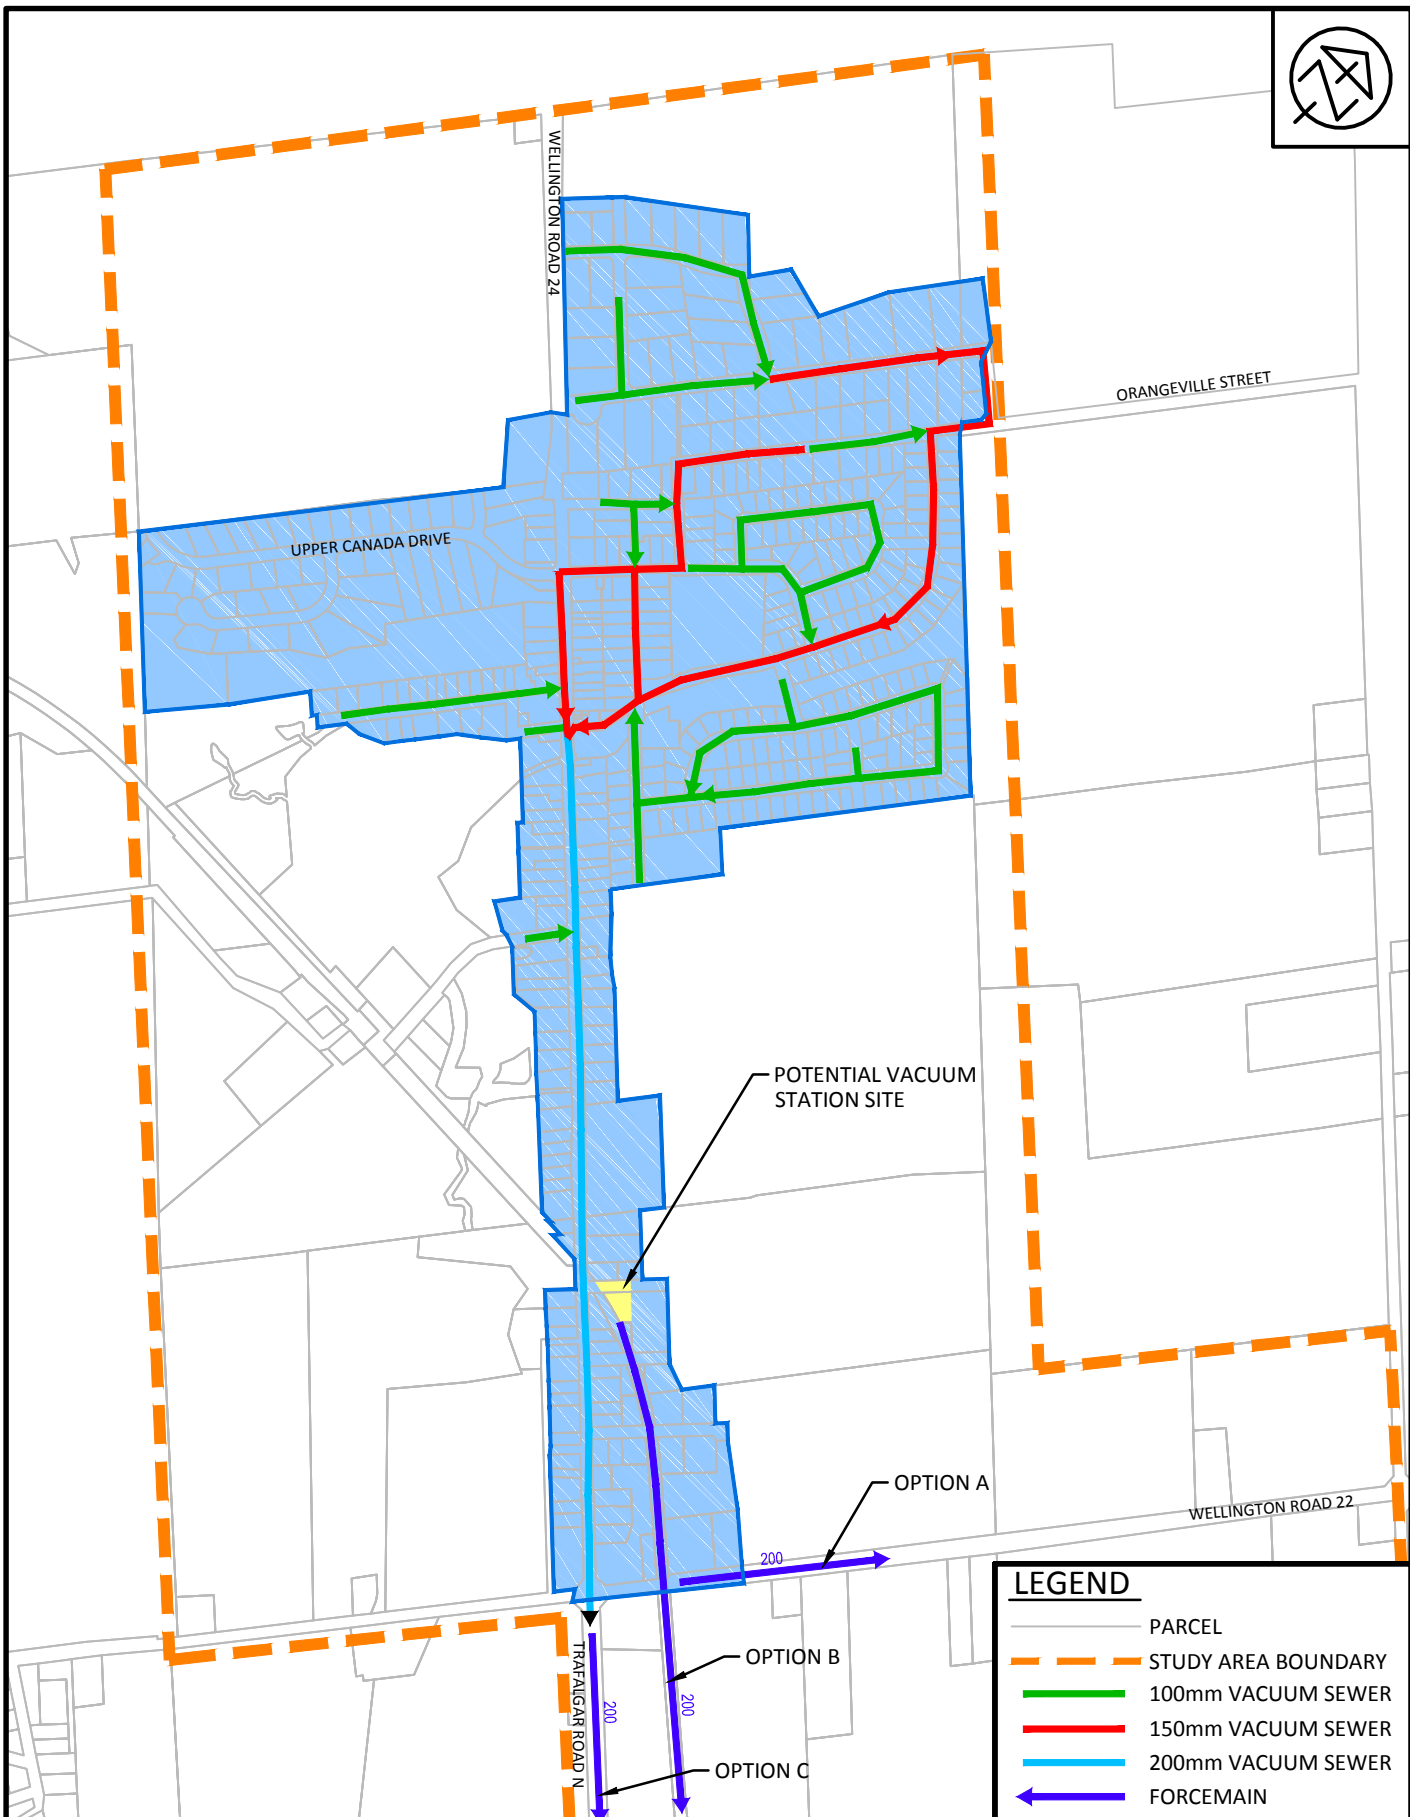 WELLINGTON ROAD 24
ORANGEVILLE STREET
UPPER CANADA DRIVE
POTENTIAL VACUUM
STATION SITE
OPTION A
WELLINGTON ROAD 22
200
OPTION B
TRAFALGAR ROAD N
200
200
OPTION C
LEGEND
PARCEL
STUDY AREA BOUNDARY
100mm VACUUM SEWER
150mm VACUUM SEWER
200mm VACUUM SEWER
FORCEMAIN